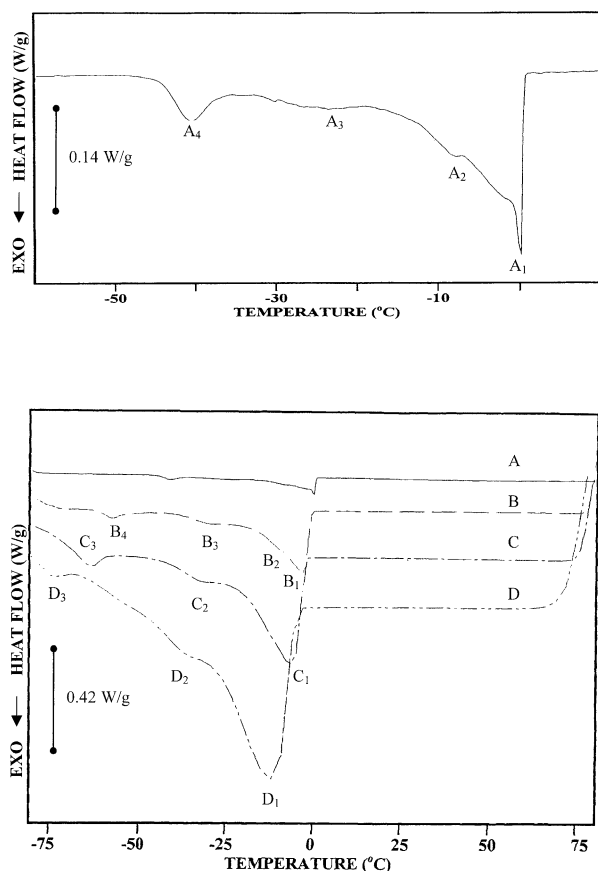 EXO ← HEAT FLOW (W/g)
0.14 W/g
A4
A3
A2
A1
-50
-30
-10
TEMPERATURE (°C)
EXO ← HEAT FLOW (W/g)
0.42 W/g
A
B
C
D
B4
B3
B2
B1
C3
C2
C1
D3
D2
D1
-75
-50
-25
0
25
50
75
TEMPERATURE (°C)